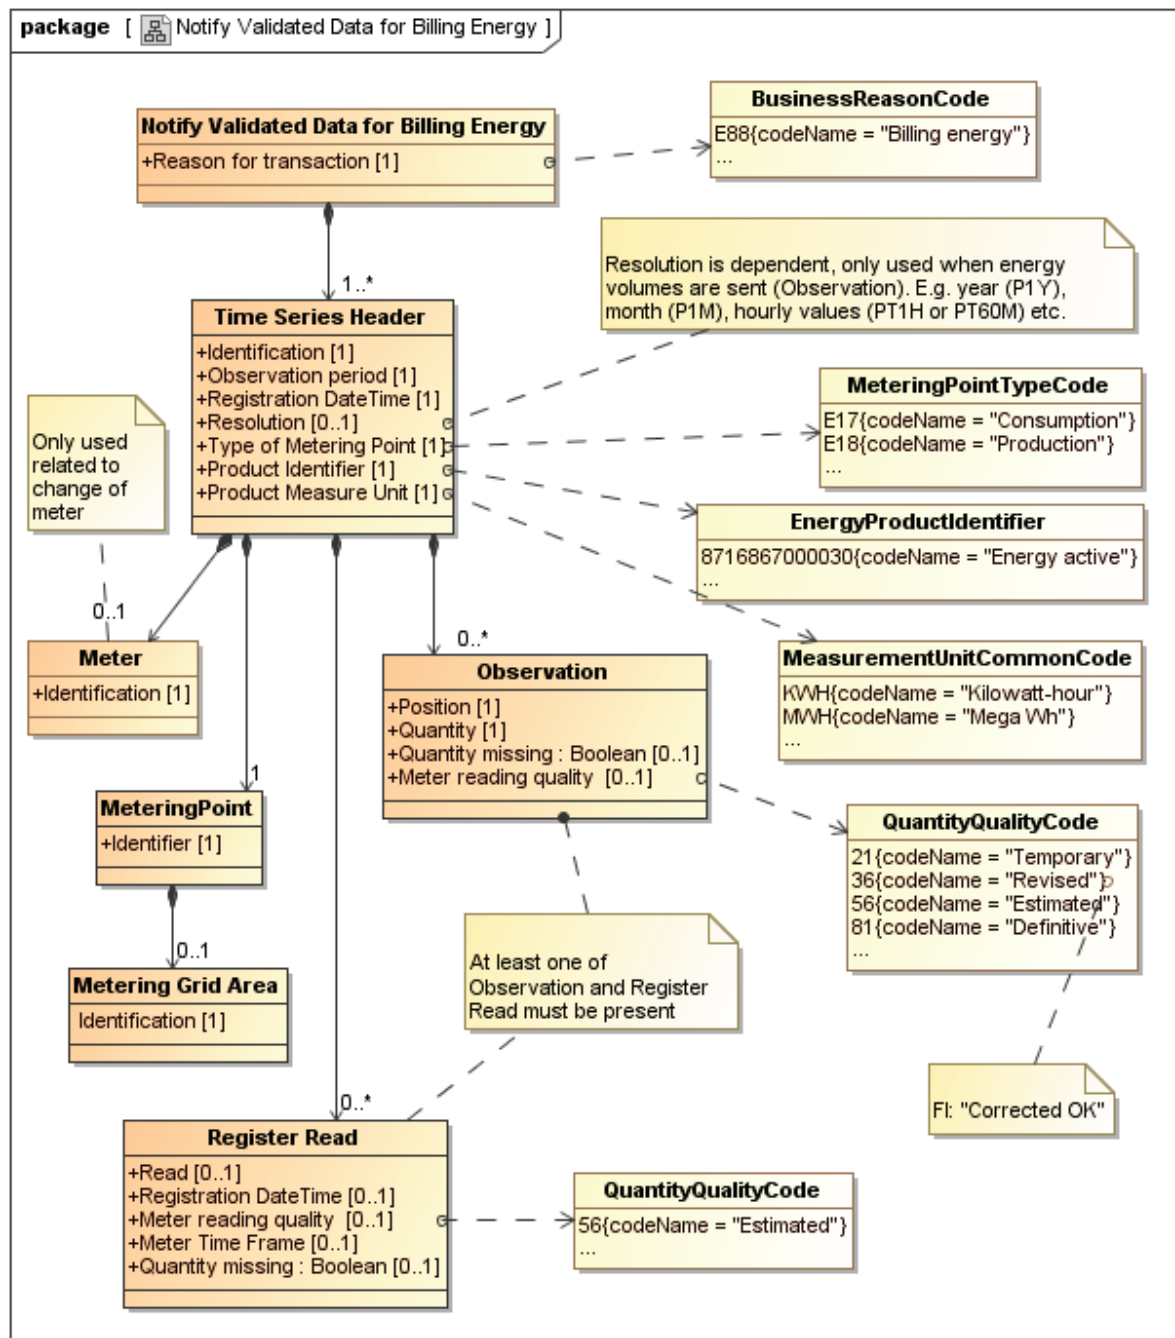 package [ Notify Validated Data for Billing Energy ]
Notify Validated Data for Billing Energy
+Reason for transaction [1]
BusinessReasonCode
E88{codeName = "Billing energy"}
...
1..*
Resolution is dependent, only used when energy
volumes are sent (Observation). E.g. year (P1Y),
month (P1M), hourly values (PT1H or PT60M) etc.
Time Series Header
+Identification [1]
+Observation period [1]
+Registration DateTime [1]
+Resolution [0..1]
+Type of Metering Point [1]
+Product Identifier [1]
+Product Measure Unit [1]
MeteringPointTypeCode
E17{codeName = "Consumption"}
E18{codeName = "Production"}
...
Only used
related to
change of
meter
EnergyProductIdentifier
8716867000030{codeName = "Energy active"}
...
0..1
Meter
+Identification [1]
0..*
Observation
+Position [1]
+Quantity [1]
+Quantity missing : Boolean [0..1]
+Meter reading quality [0..1]
MeasurementUnitCommonCode
KWH{codeName = "Kilowatt-hour"}
MWH{codeName = "Mega Wh"}
...
1
MeteringPoint
+Identifier [1]
QuantityQualityCode
21{codeName = "Temporary"}
36{codeName = "Revised"}
56{codeName = "Estimated"}
81{codeName = "Definitive"}
...
0..1
Metering Grid Area
Identification [1]
At least one of
Observation and Register
Read must be present
FI: "Corrected OK"
0..*
Register Read
+Read [0..1]
+Registration DateTime [0..1]
+Meter reading quality [0..1]
+Meter Time Frame [0..1]
+Quantity missing : Boolean [0..1]
QuantityQualityCode
56{codeName = "Estimated"}
...